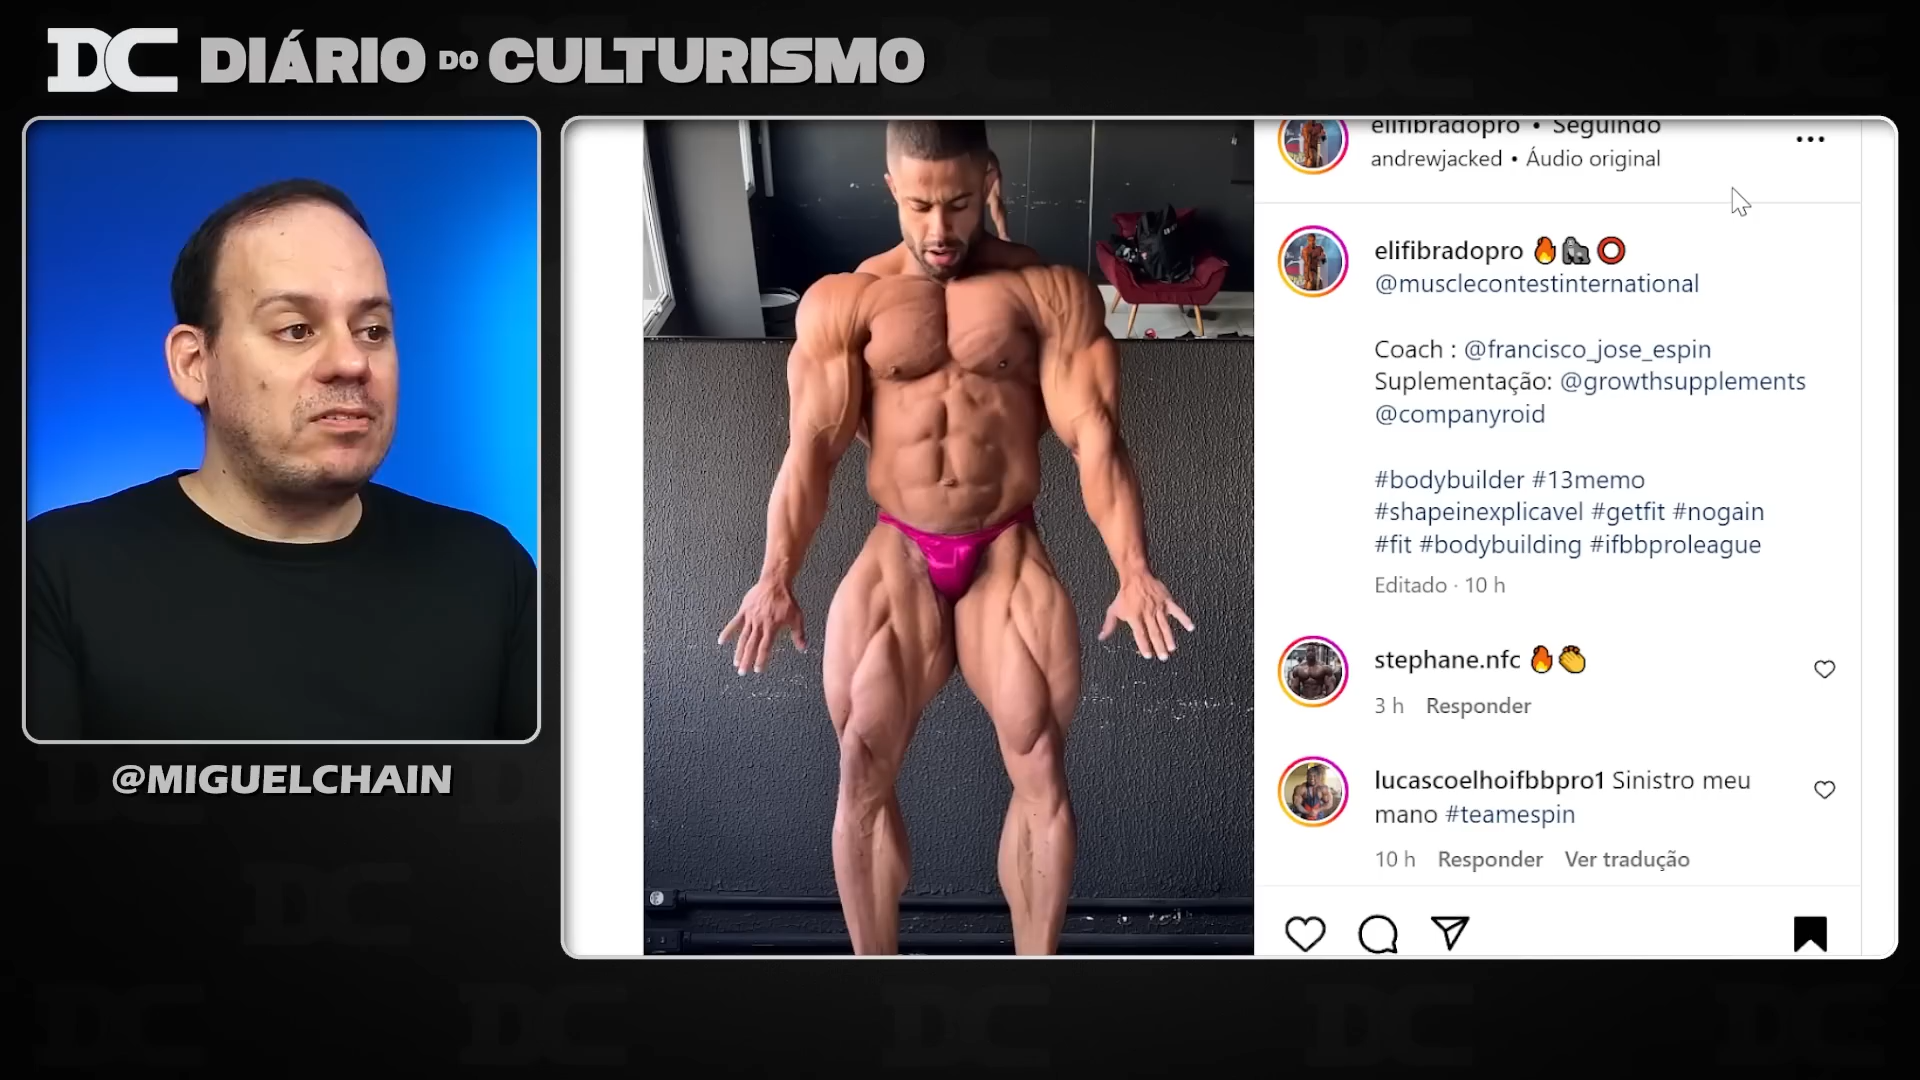 DC DIÁRIO DO CULTURISMO
@MIGUELCHAIN
elifibradopro • Seguindo
andrewjacked • Áudio original
elifibradopro 🔥🦍⭕
@musclecontestinternational
Coach : @francisco_jose_espin
Suplementação: @growthsupplements
@companyroid
#bodybuilder #13memo
#shapeinexplicavel #getfit #nogain
#fit #bodybuilding #ifbbproleague
Editado · 10 h
stephane.nfc 🔥👏
3 h Responder
lucascoelhoifbbpro1 Sinistro meu
mano #teamespin
10 h Responder Ver tradução